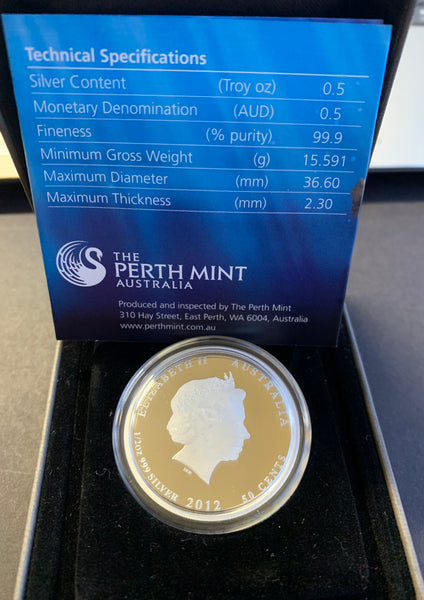 Technical Specifications
Silver Content (Troy oz) 0.5
Monetary Denomination (AUD) 0.5
Fineness (% purity) 99.9
Minimum Gross Weight (g) 15.591
Maximum Diameter (mm) 36.60
Maximum Thickness (mm) 2.30
THE
PERTH MINT
AUSTRALIA
Produced and inspected by The Perth Mint
310 Hay Street, East Perth, WA 6004, Australia
www.perthmint.com.au
ELIZABETH II AUSTRALIA
1/2oz 999 SILVER 2012 50 CENTS